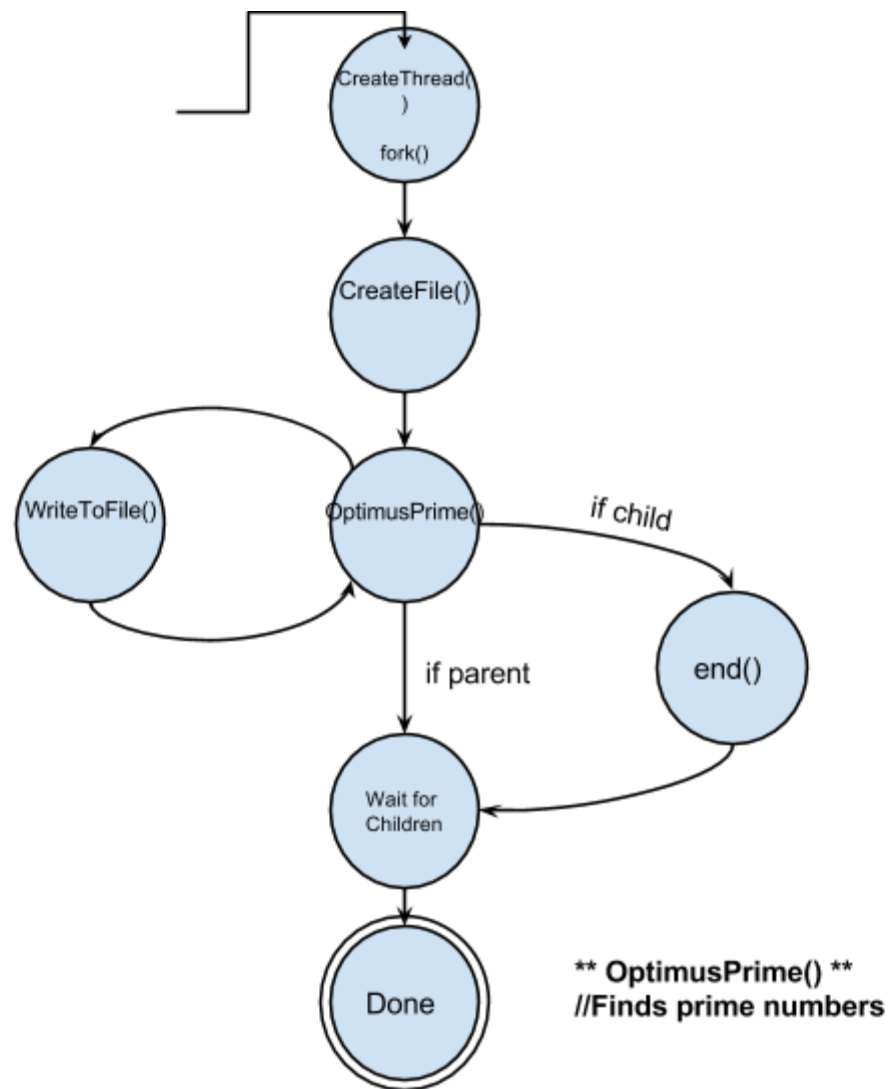 CreateThread(
)
fork()
CreateFile()
WriteToFile()
OptimusPrime()
if child
if parent
end()
Wait for
Children
Done
** OptimusPrime() **
//Finds prime numbers